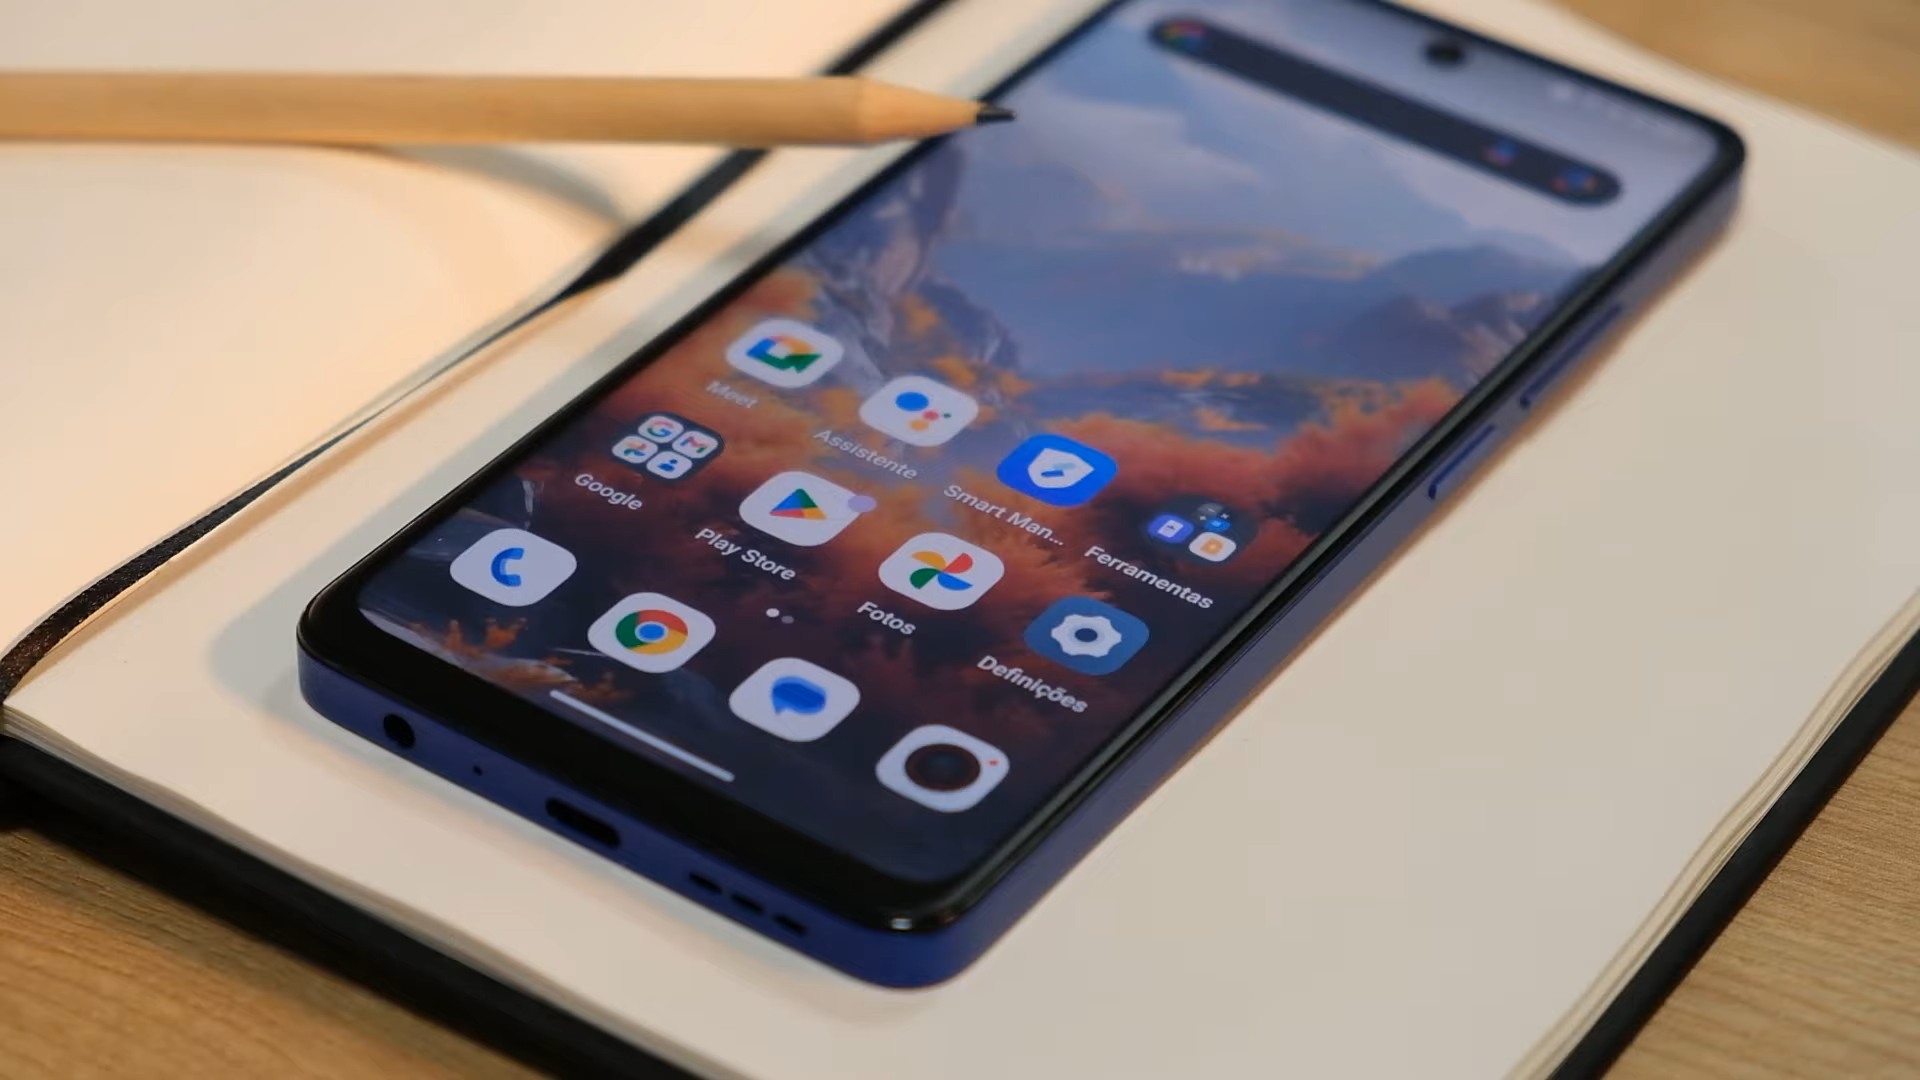 Meet
Assistente
Smart Man...
Ferramentas
Google
Play Store
Fotos
Definições